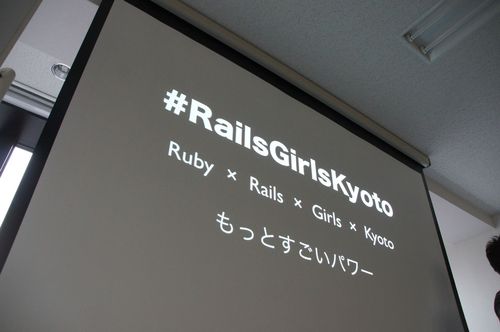 #RailsGirlsKyoto
Ruby × Rails × Girls × Kyoto
もっとすごいパワー